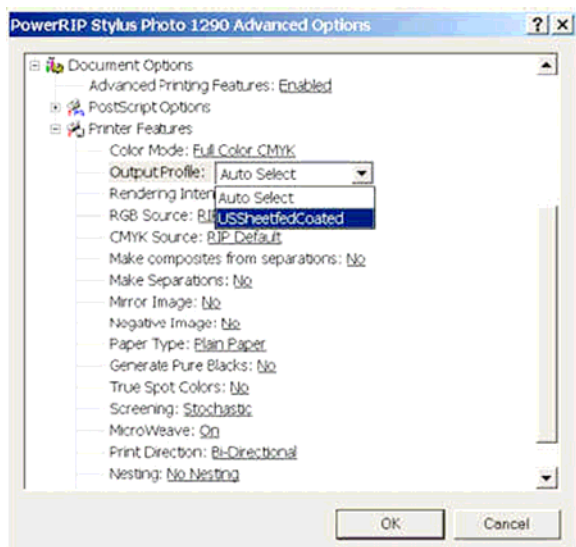 PowerRIP Stylus Photo 1290 Advanced Options
Document Options
Advanced Printing Features: Enabled
PostScript Options
Printer Features
Color Mode: Full Color CMYK
Output Profile: Auto Select
Rendering Inten Auto Select
RGB Source: RIP USSheetfedCoated
CMYK Source: RIP Default
Make composites from separations: No
Make Separations: No
Mirror Image: No
Negative Image: No
Paper Type: Plain Paper
Generate Pure Blacks: No
True Spot Colors: No
Screening: Stochastic
MicroWeave: On
Print Direction: Bi-Directional
Nesting: No Nesting
OK Cancel